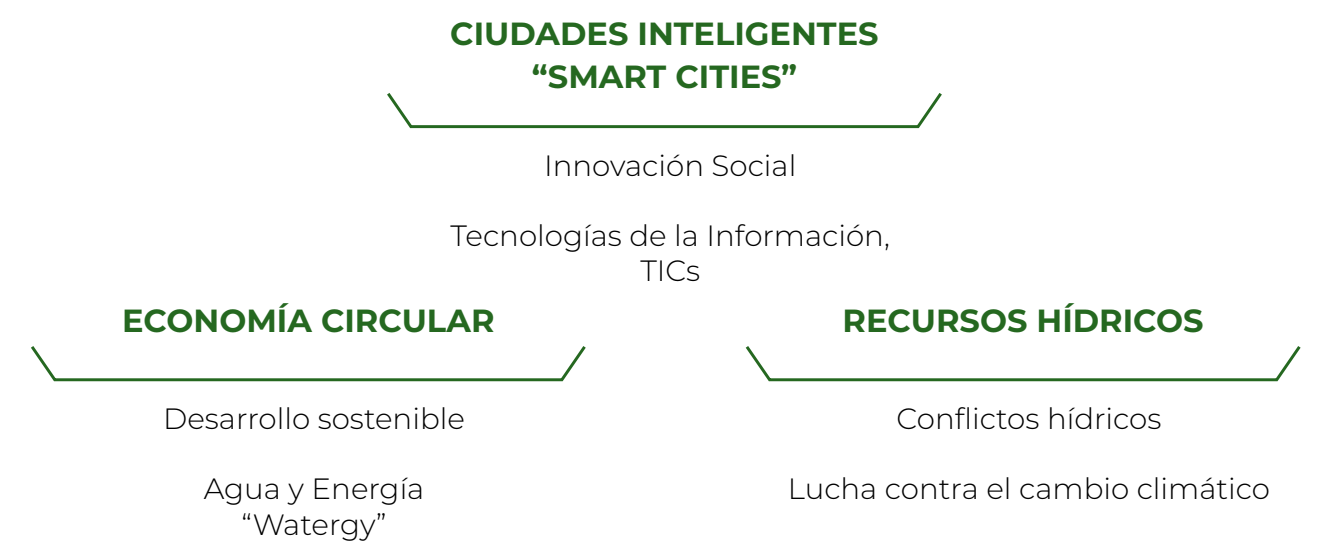 CIUDADES INTELIGENTES
“SMART CITIES”
Innovación Social
Tecnologías de la Información,
TICs
ECONOMÍA CIRCULAR
Desarrollo sostenible
Agua y Energía
“Watergy”
RECURSOS HÍDRICOS
Conflictos hídricos
Lucha contra el cambio climático